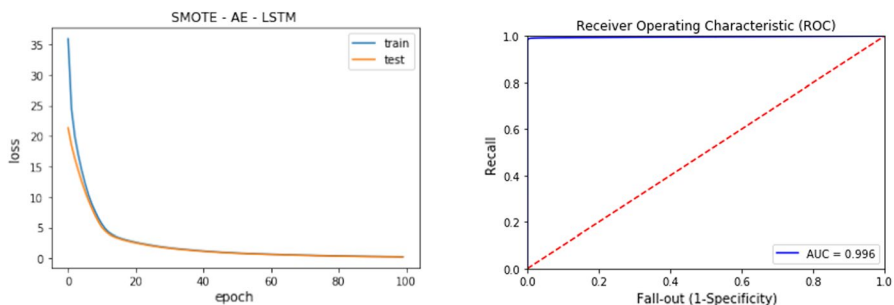 SMOTE - AE - LSTM
35
30
25
20
15
10
5
0
loss
train
test
0 20 40 60 80 100
epoch
Receiver Operating Characteristic (ROC)
1.0
0.8
0.6
0.4
0.2
0.0
Recall
AUC = 0.996
0.0 0.2 0.4 0.6 0.8 1.0
Fall-out (1-Specificity)